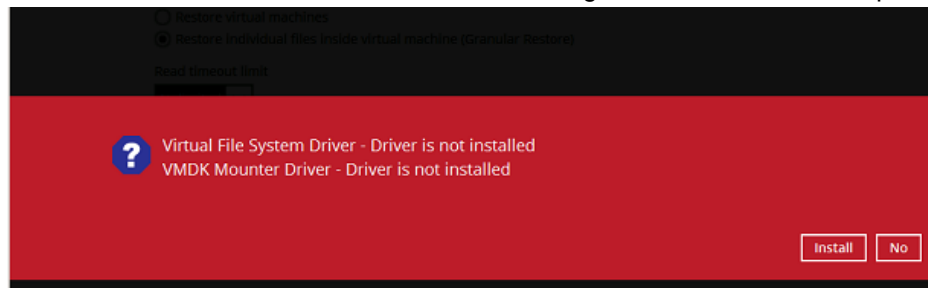 Restore virtual machines
Restore individual files inside virtual machine (Granular Restore)
Read timeout limit
Virtual File System Driver - Driver is not installed
VMDK Mounter Driver - Driver is not installed
Install No